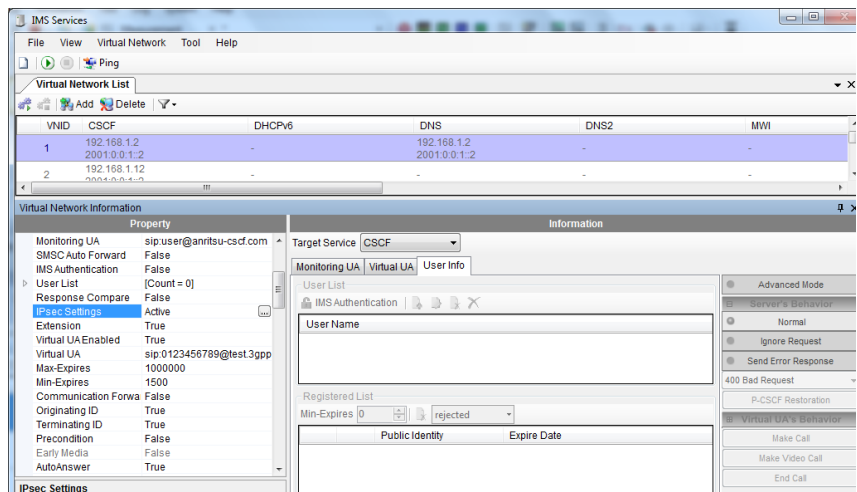 IMS Services
File View Virtual Network Tool Help
Ping
Virtual Network List
Add Delete
VNID CSCF DHCPv6 DNS DNS2 MWI
1 192.168.1.2 - 192.168.1.2 - -
2001:0:0:1::2 2001:0:0:1::2
2 192.168.1.12 - - - -
2001:0:0:1::2
Virtual Network Information
Property
Monitoring UA sip:user@anritsu-cscf.com
SMSC Auto Forward False
IMS Authentication False
User List [Count = 0]
Response Compare False
IPsec Settings Active ...
Extension True
Virtual UA Enabled True
Virtual UA sip:0123456789@test.3gpp
Max-Expires 1000000
Min-Expires 1500
Communication Forwa False
Originating ID True
Terminating ID True
Precondition False
Early Media False
AutoAnswer True
IPsec Settings
Information
Target Service CSCF
Monitoring UA Virtual UA User Info
User List
IMS Authentication
User Name
Registered List
Min-Expires 0 rejected
Public Identity Expire Date
Advanced Mode
Server's Behavior
Normal
Ignore Request
Send Error Response
400 Bad Request
P-CSCF Restoration
Virtual UA's Behavior
Make Call
Make Video Call
End Call